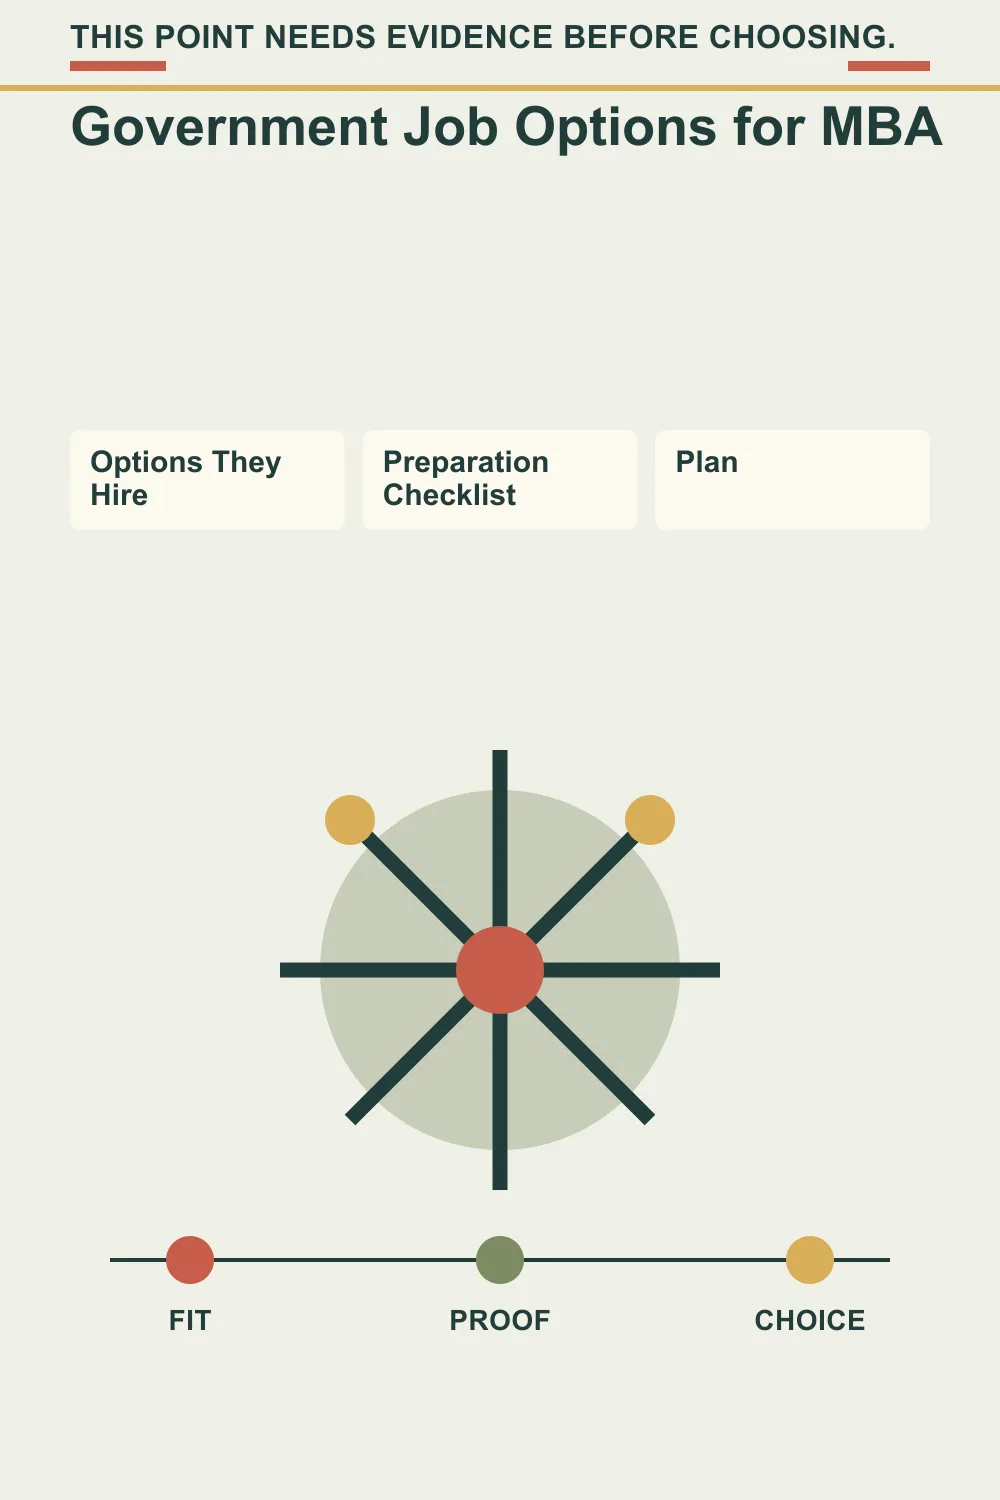 THIS POINT NEEDS EVIDENCE BEFORE CHOOSING.
Government Job Options for MBA
Options They
Hire
Preparation
Checklist
Plan
FIT
PROOF
CHOICE